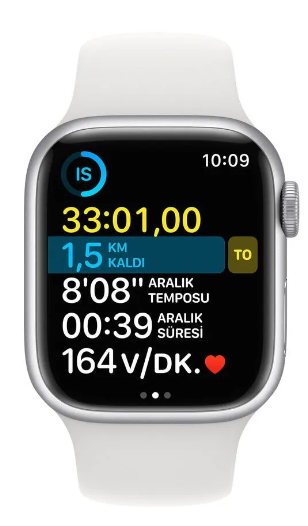 10:09
IS
33:01,00
1,5 KM KALDI
TO
8'08" ARALIK TEMPOSU
00:39 ARALIK SÜRESİ
164 V/DK.